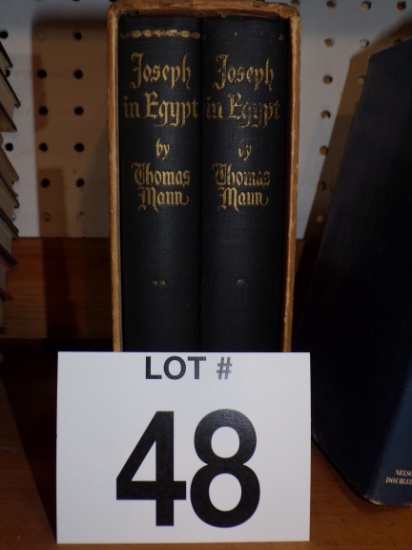 Joseph
in Egypt
by
Thomas
Mann
**
Joseph
in Egypt
by
Thomas
Mann
*
LOT #
48